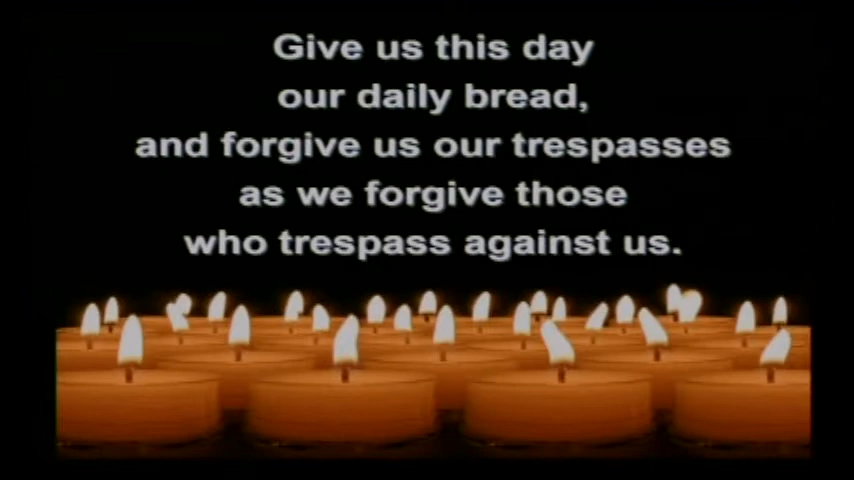 Give us this day
our daily bread,
and forgive us our trespasses
as we forgive those
who trespass against us.